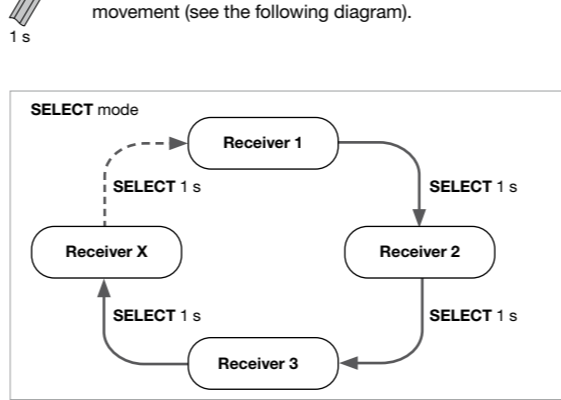 movement (see the following diagram).
1 s
SELECT mode
Receiver 1
SELECT 1 s
SELECT 1 s
Receiver X
Receiver 2
SELECT 1 s
SELECT 1 s
Receiver 3